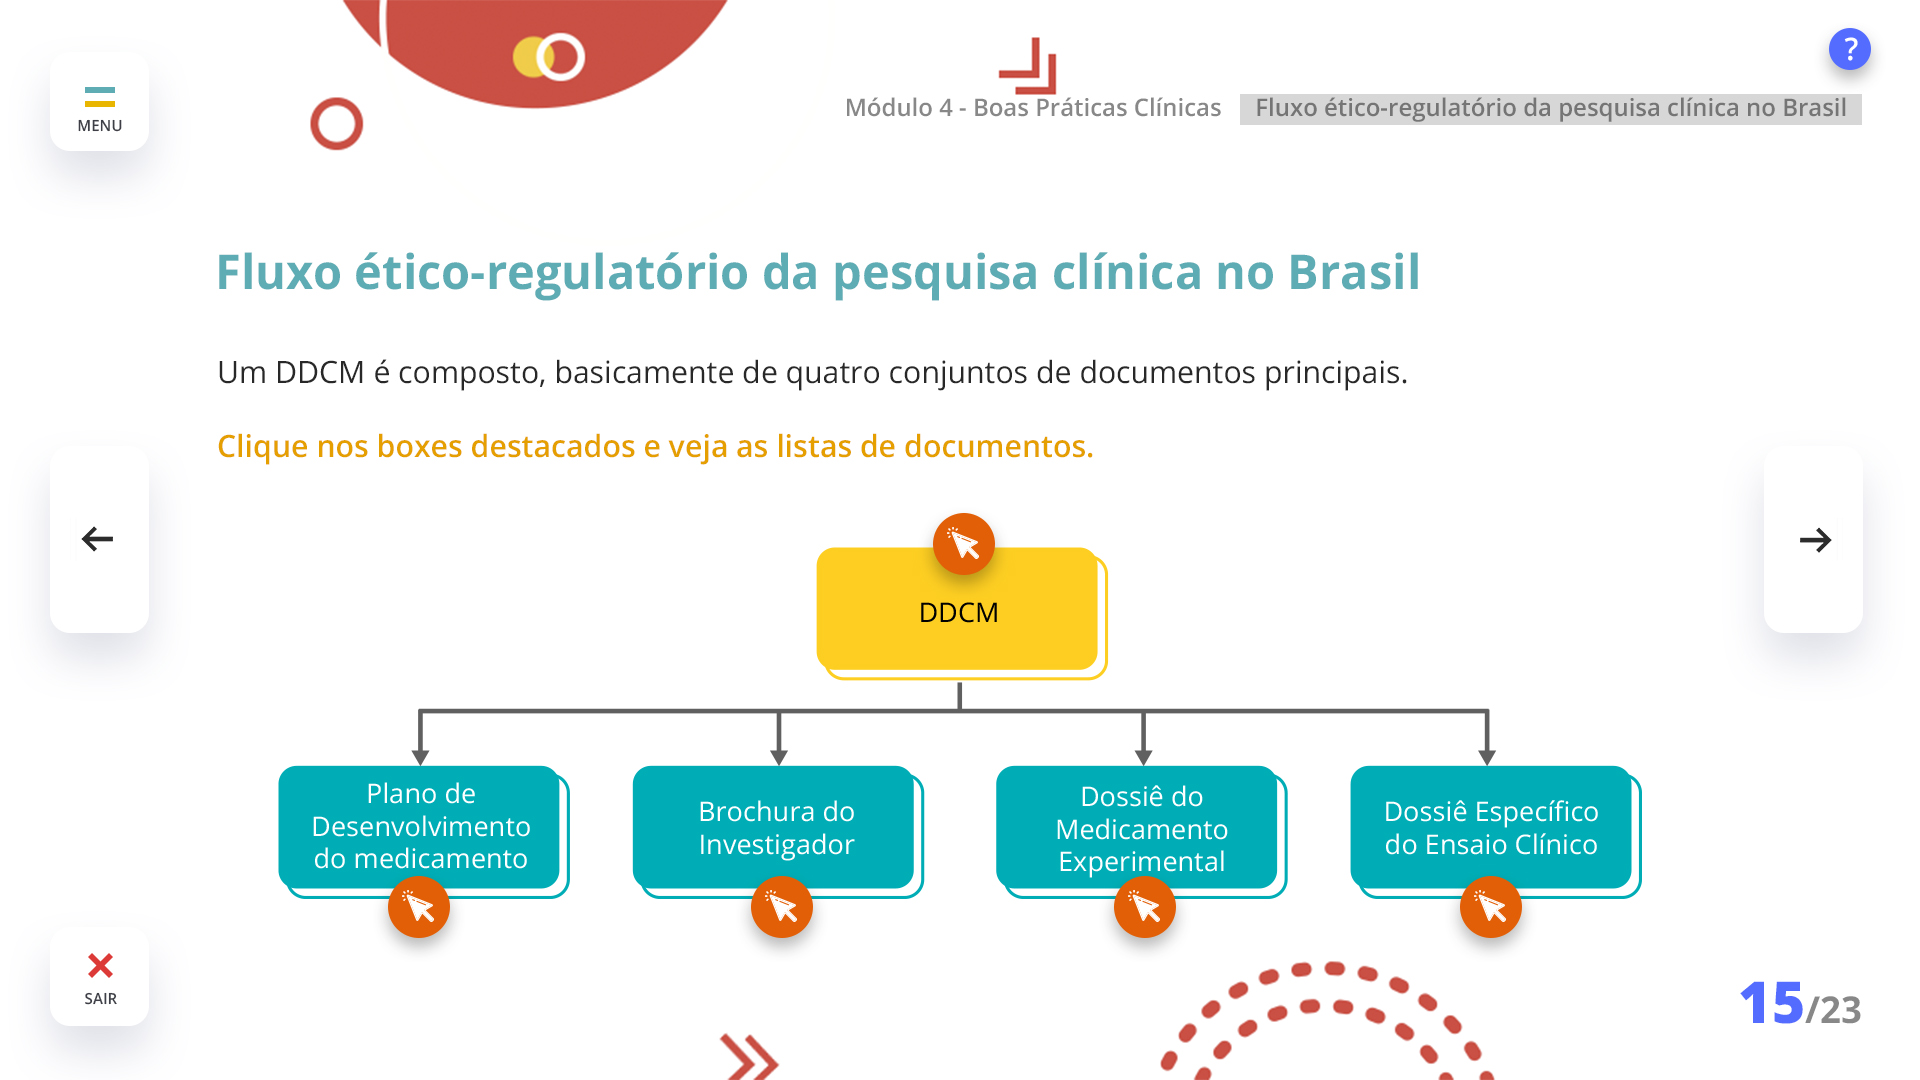 ?
MENU
Módulo 4 - Boas Práticas Clínicas
Fluxo ético-regulatório da pesquisa clínica no Brasil
Fluxo ético-regulatório da pesquisa clínica no Brasil
Um DDCM é composto, basicamente de quatro conjuntos de documentos principais.
Clique nos boxes destacados e veja as listas de documentos.
DDCM
Plano de
Desenvolvimento
do medicamento
Brochura do
Investigador
Dossiê do
Medicamento
Experimental
Dossiê Específico
do Ensaio Clínico
SAIR
15/23